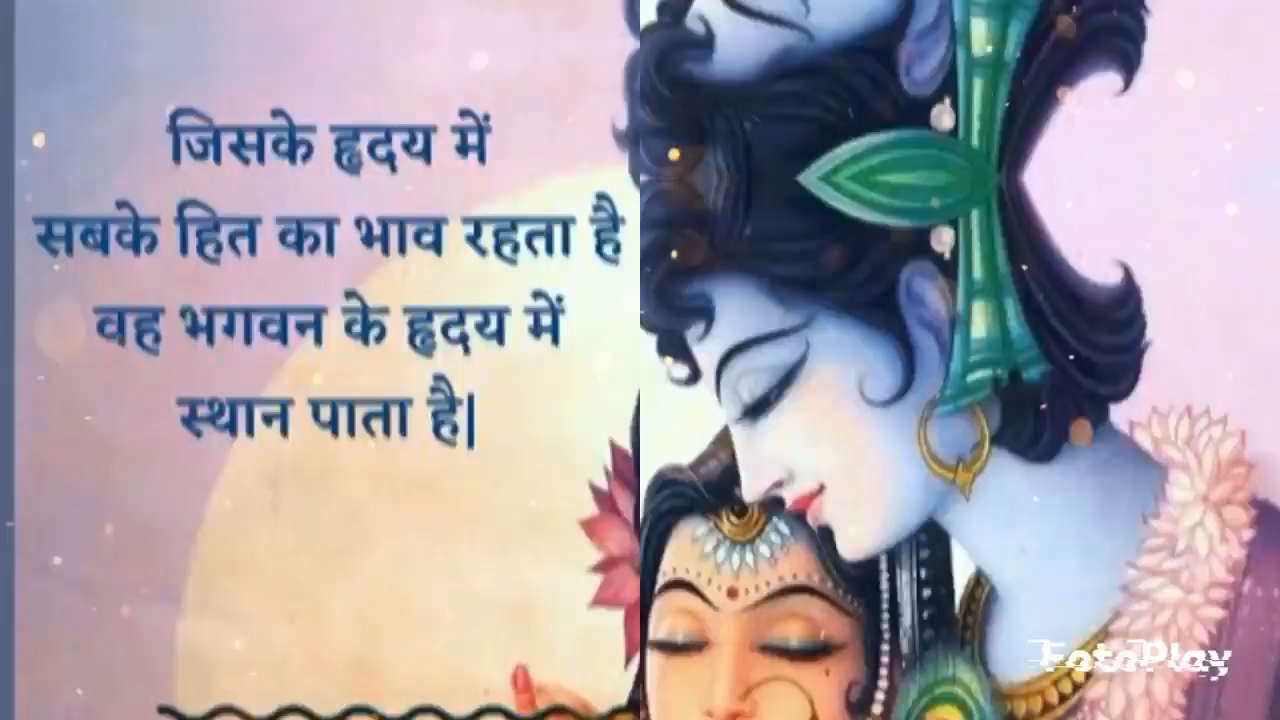 जिसके हृदय में
सबके हित का भाव रहता है
वह भगवन के हृदय में
स्थान पाता है|
FotoPlay